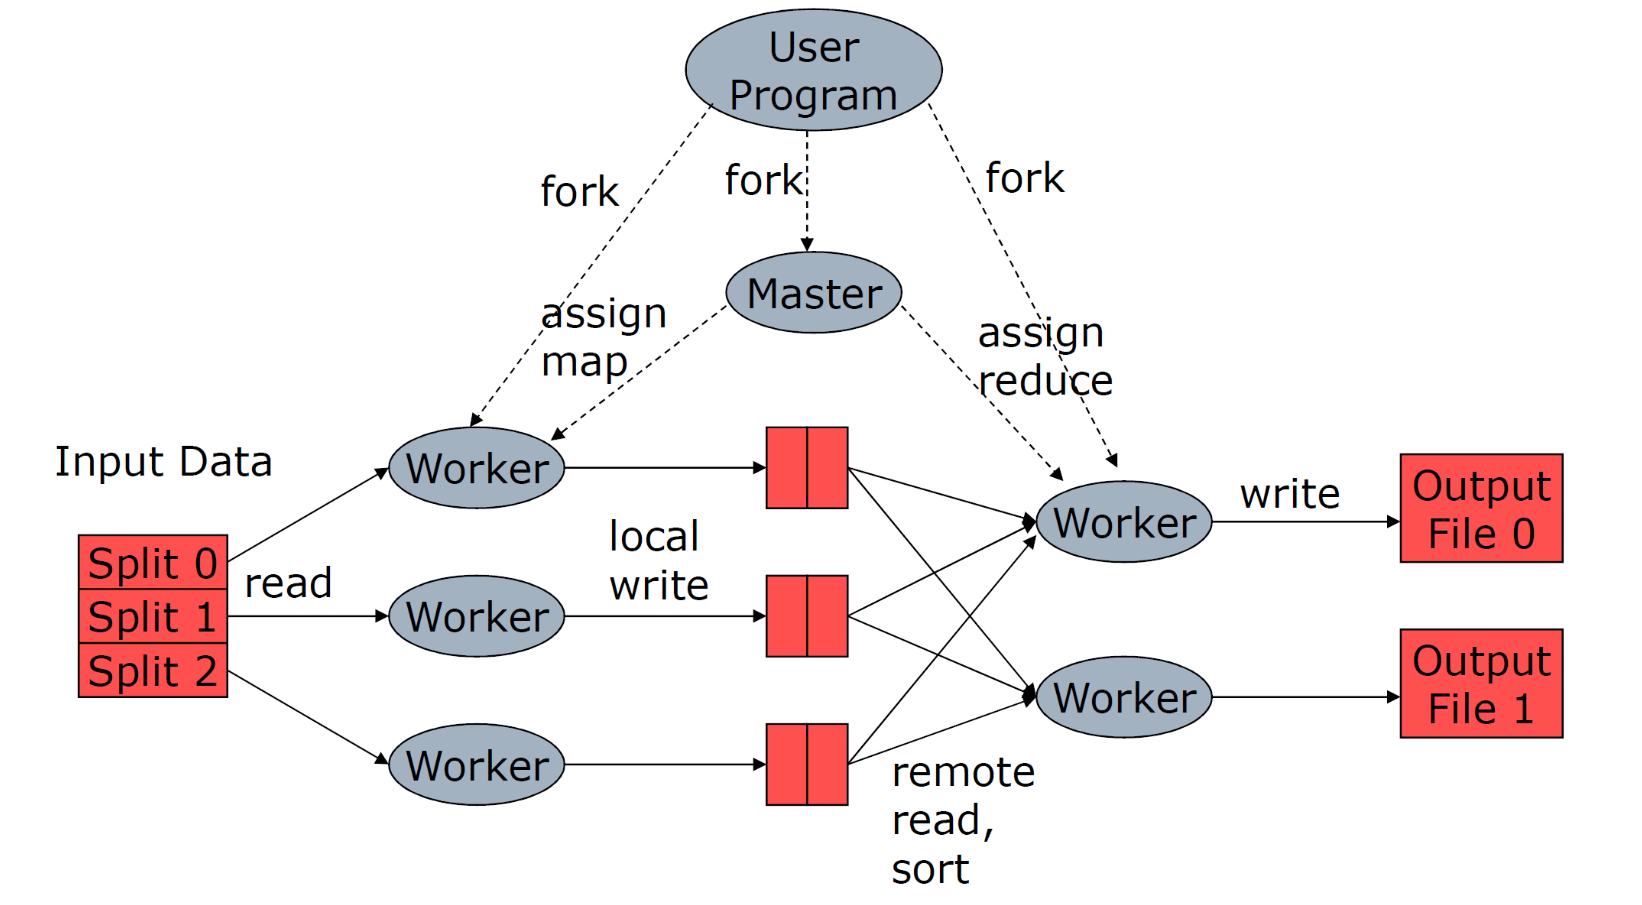 User
Program
fork
fork
fork
Master
assign
map
assign
reduce
Input Data
Worker
Worker
write
Output
File 0
local
write
Split 0
read
Split 1
Worker
Split 2
Worker
Output
File 1
Worker
remote
read,
sort